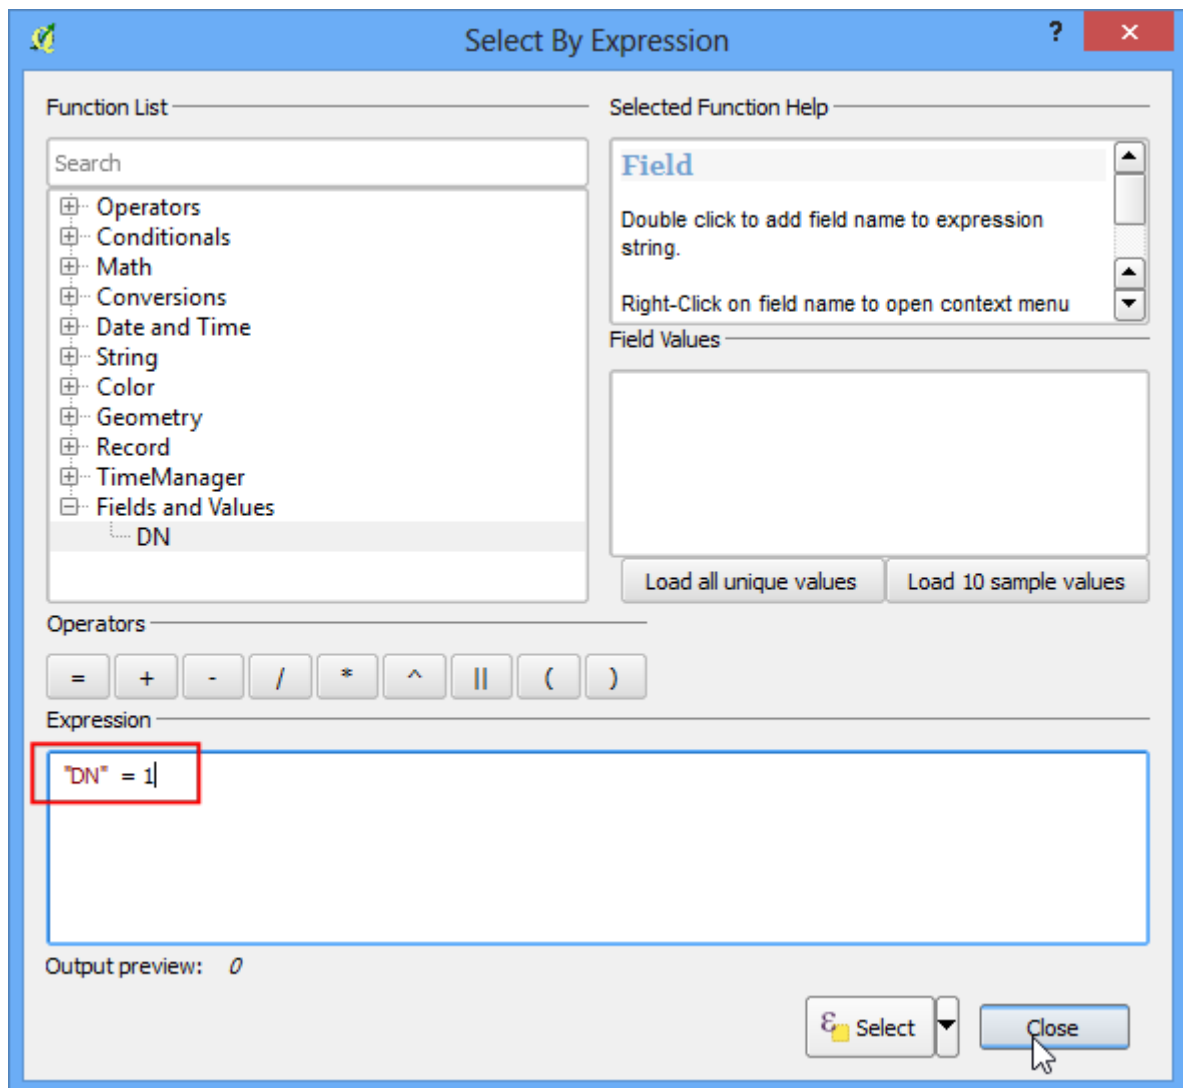 Select By Expression
?
Function List
Selected Function Help
Search
Field
Operators
Conditionals
Math
Conversions
Date and Time
String
Color
Geometry
Record
TimeManager
Fields and Values
DN
Double click to add field name to expression
string.
Right-Click on field name to open context menu
Field Values
Load all unique values
Load 10 sample values
Operators
= + - / * ^ || ( )
Expression
"DN" = 1
Output preview: 0
Select
Close